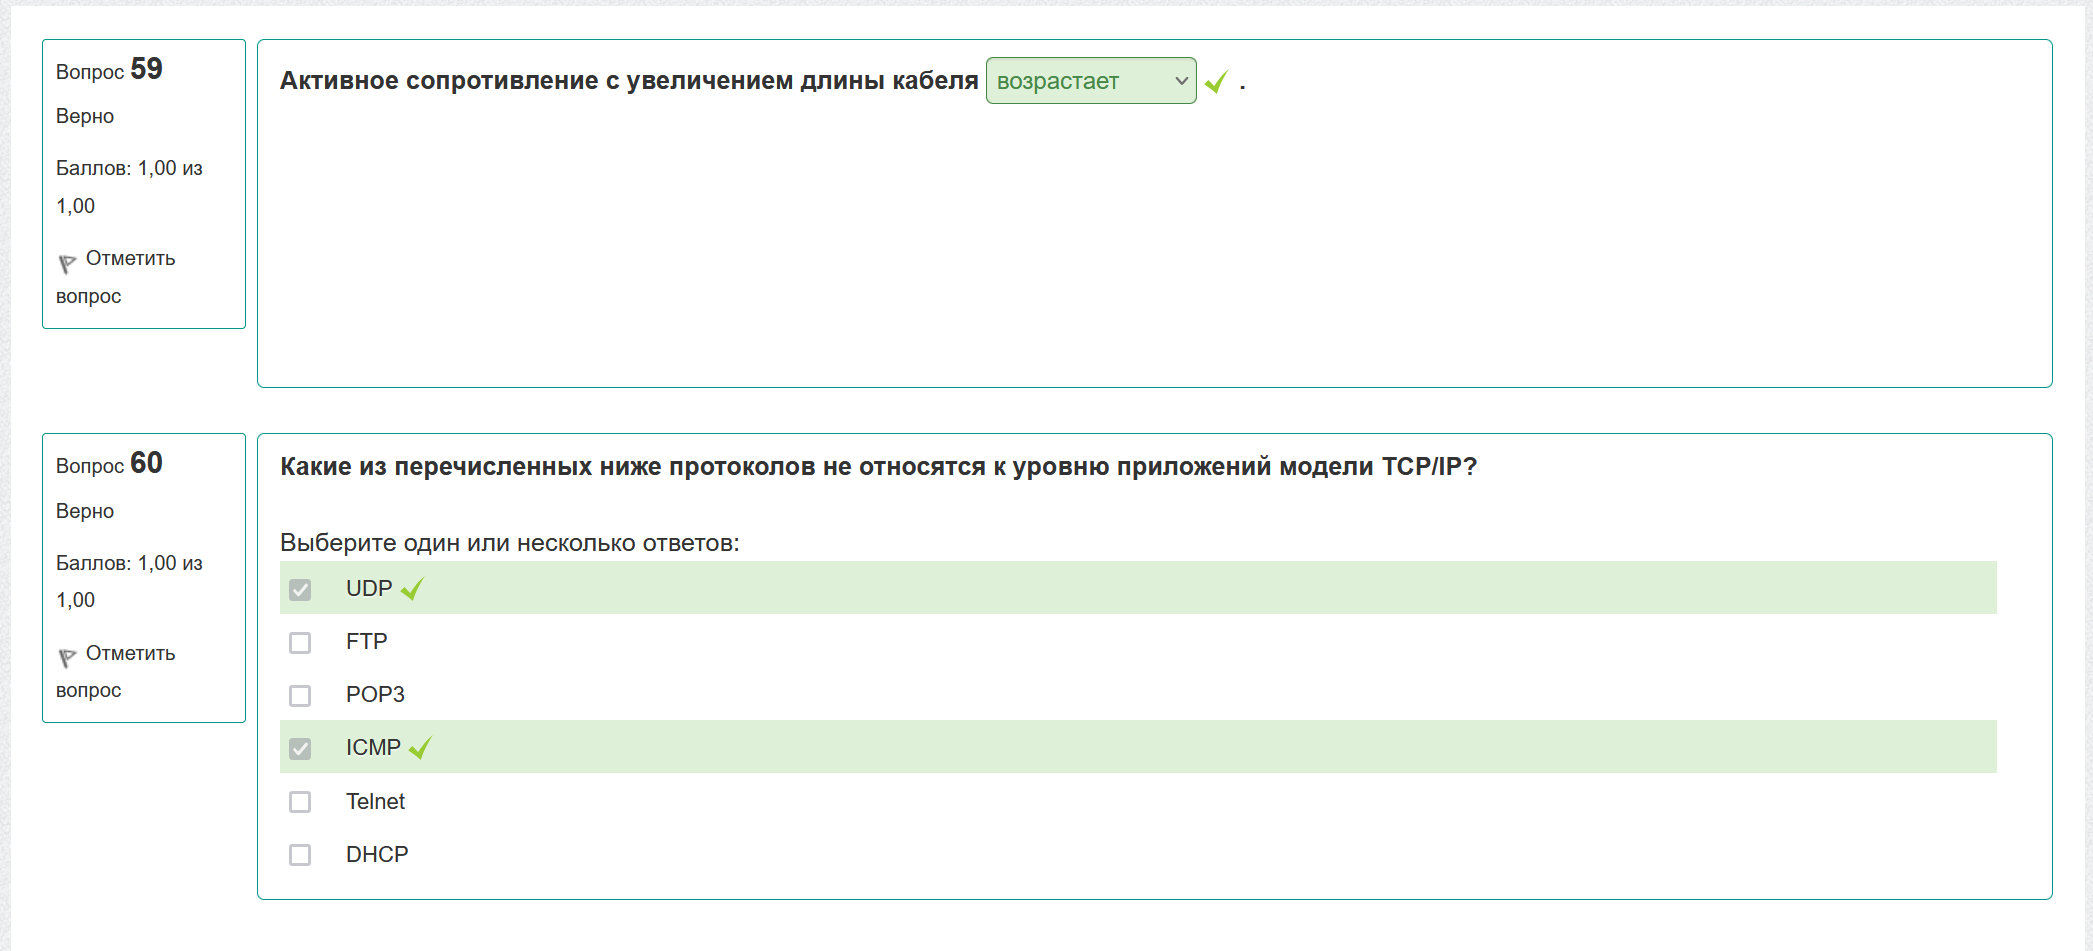 Вопрос 59
Верно
Баллов: 1,00 из
1,00
Отметить
вопрос
Активное сопротивление с увеличением длины кабеля возрастает .
Вопрос 60
Верно
Баллов: 1,00 из
1,00
Отметить
вопрос
Какие из перечисленных ниже протоколов не относятся к уровню приложений модели TCP/IP?
Выберите один или несколько ответов:
UDP
FTP
POP3
ICMP
Telnet
DHCP